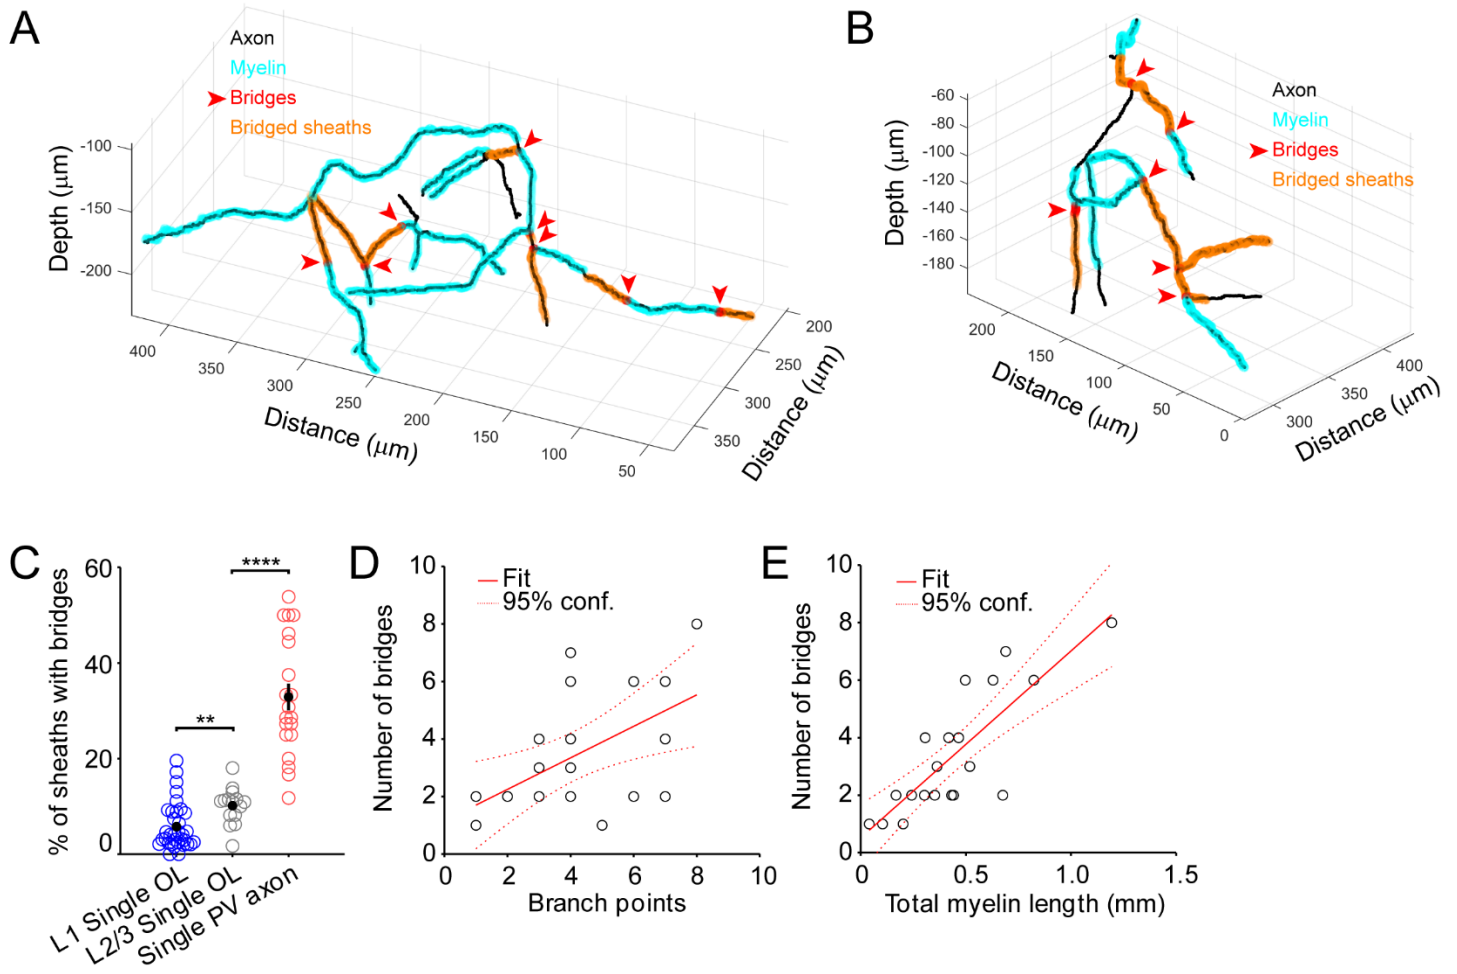 A
Axon
Myelin
Bridges
Bridged sheaths
-100
-150
-200
Depth (μm)
400
350
300
250
200
150
100
50
Distance (μm)
200
250
300
350
Distance (μm)
B
Axon
Myelin
Bridges
Bridged sheaths
-60
-80
-100
-120
-140
-160
-180
Depth (μm)
200
150
100
50
0
Distance (μm)
300
350
400
Distance (μm)
C
60
40
20
0
% of sheaths with bridges
**
****
L1 Single OL
L2/3 Single OL
Single PV axon
D
10
8
6
4
2
0
Number of bridges
Fit
95% conf.
0 2 4 6 8 10
Branch points
E
10
8
6
4
2
0
Number of bridges
Fit
95% conf.
0 0.5 1.0 1.5
Total myelin length (mm)